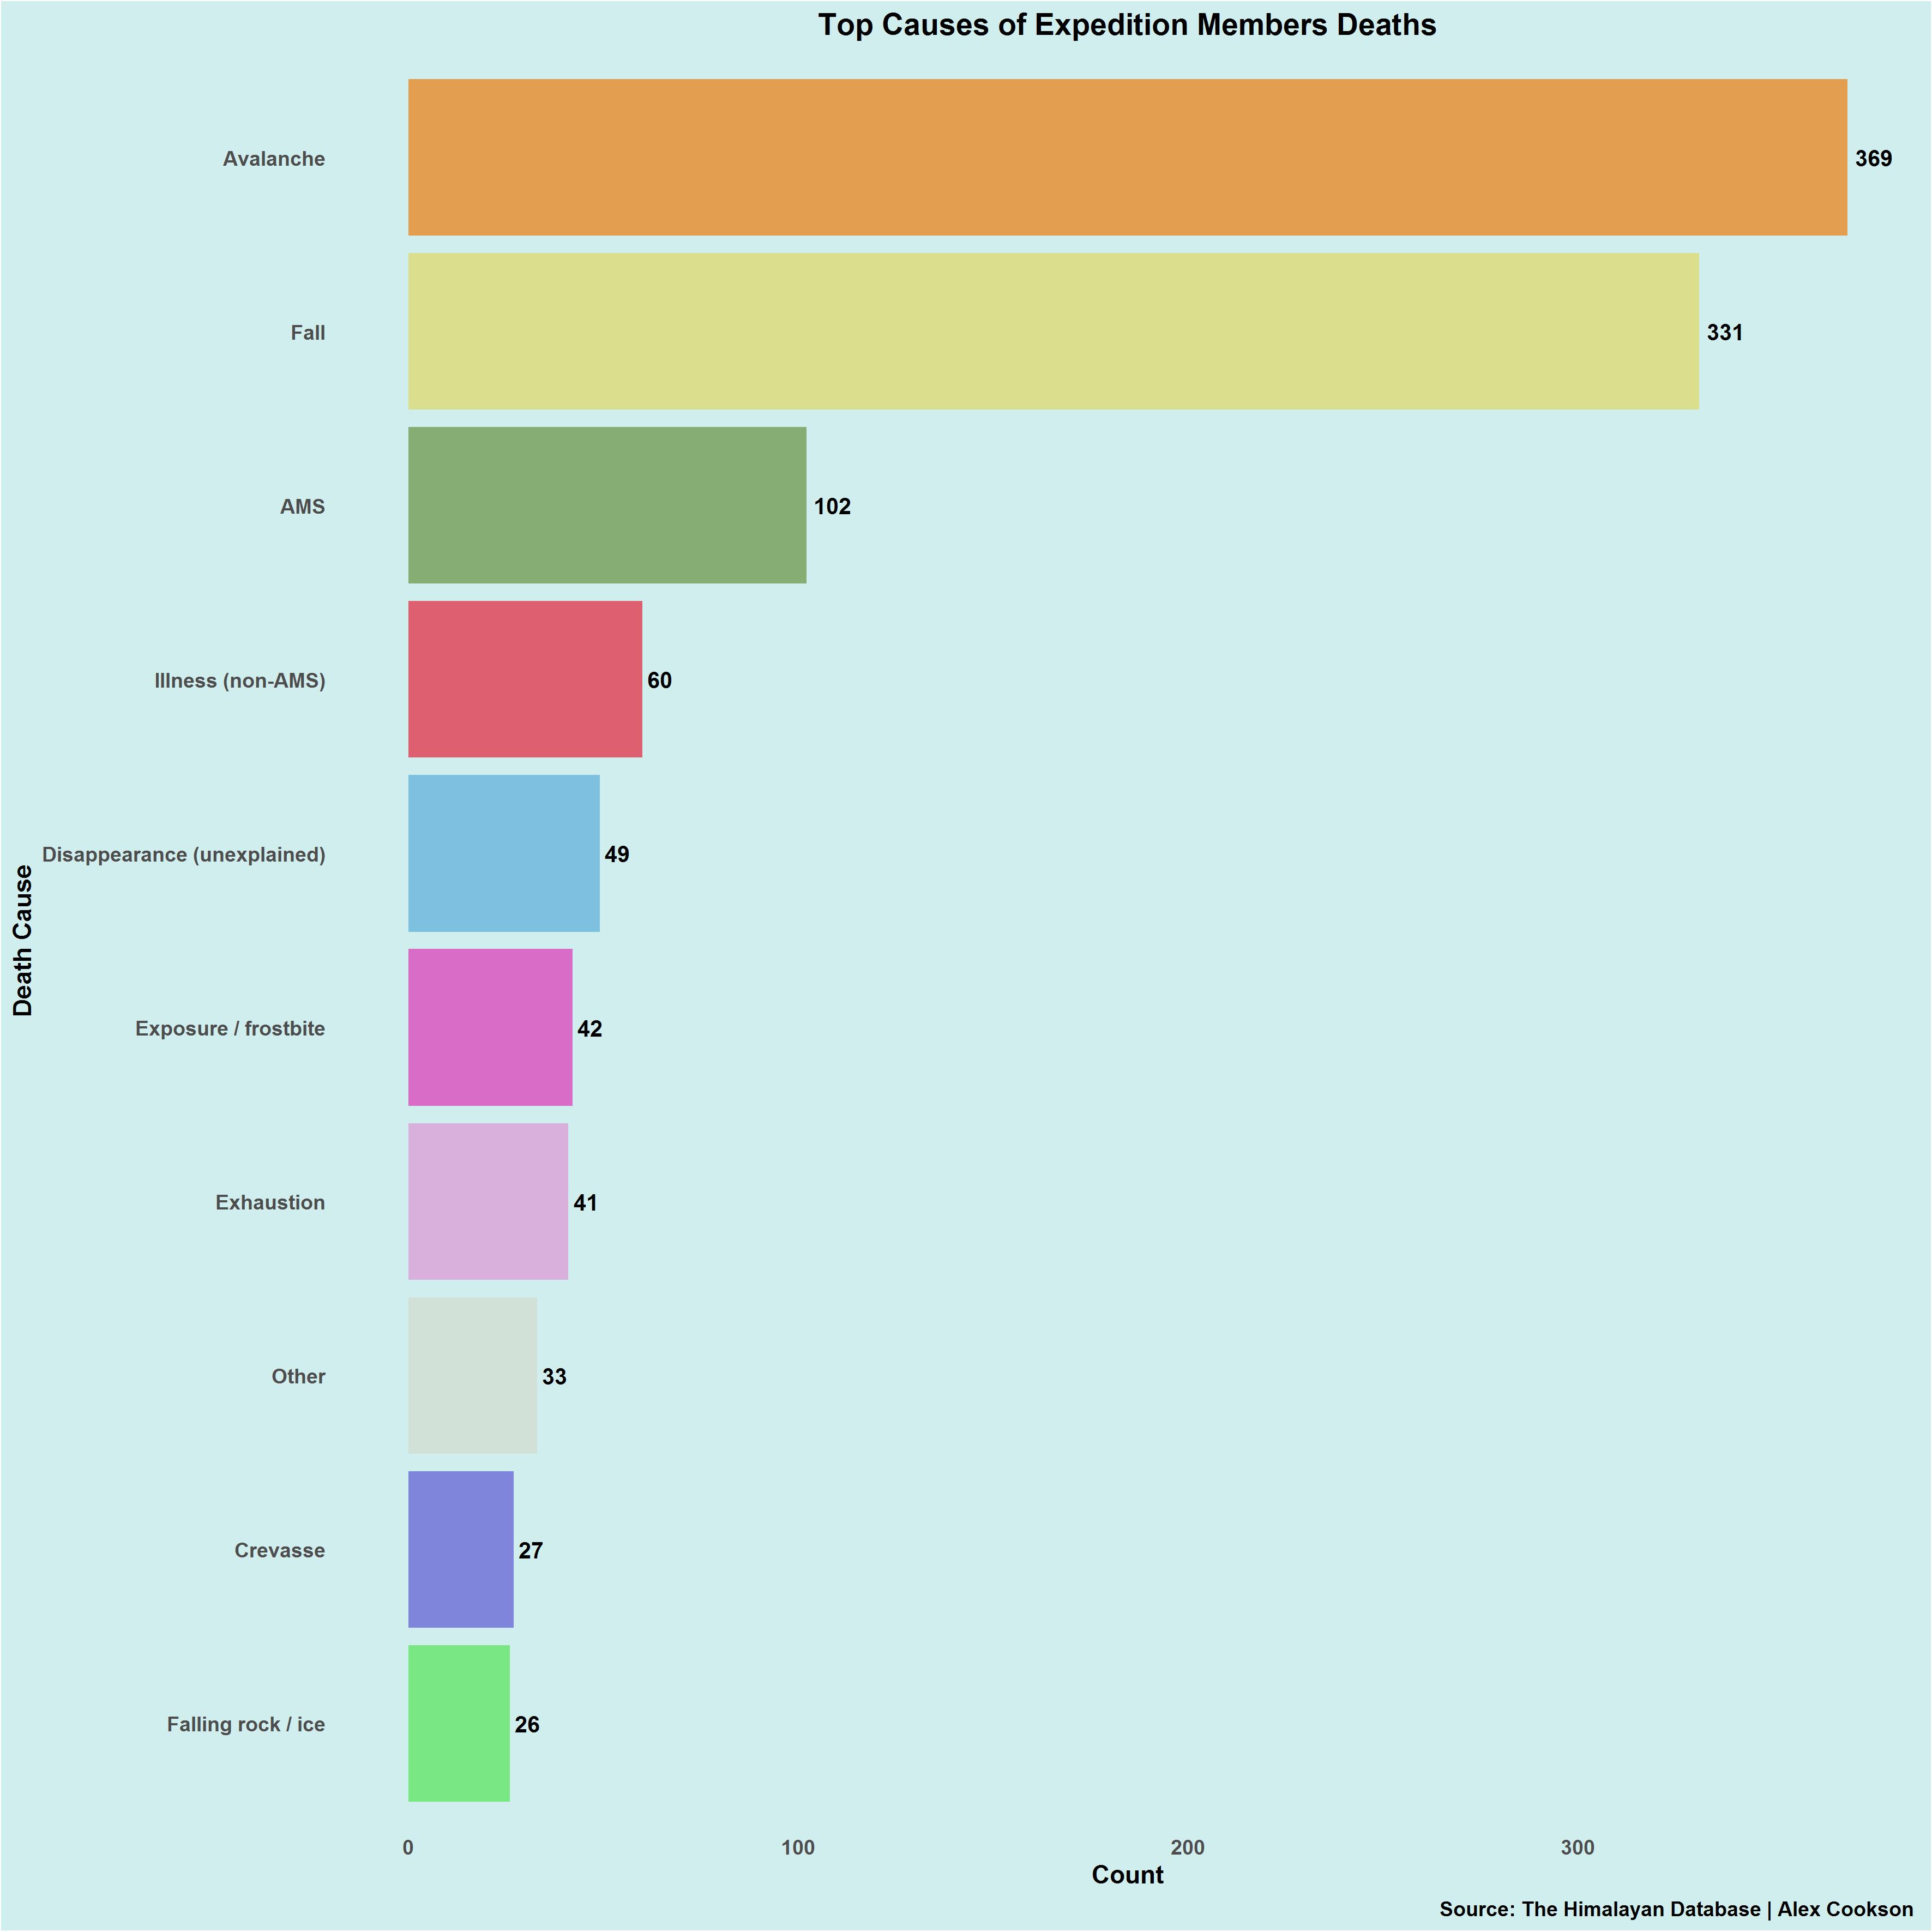 Top Causes of Expedition Members Deaths
Avalanche 369
Fall 331
AMS 102
Illness (non-AMS) 60
Disappearance (unexplained) 49
Exposure / frostbite 42
Exhaustion 41
Other 33
Crevasse 27
Falling rock / ice 26
Death Cause
0 100 200 300
Count
Source: The Himalayan Database | Alex Cookson